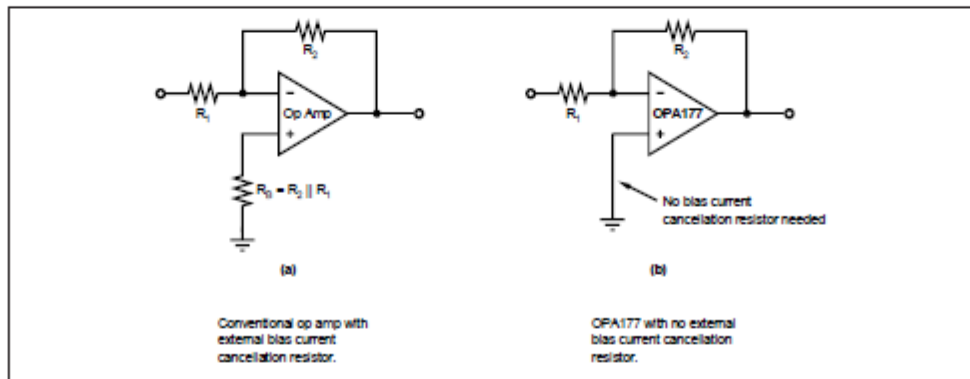 R2
R1
−
Op Amp
+
RB = R2 || R1
(a)
Conventional op amp with
external bias current
cancellation resistor.
R2
R1
−
OPA177
+
No bias current
cancellation resistor needed
(b)
OPA177 with no external
bias current cancellation
resistor.